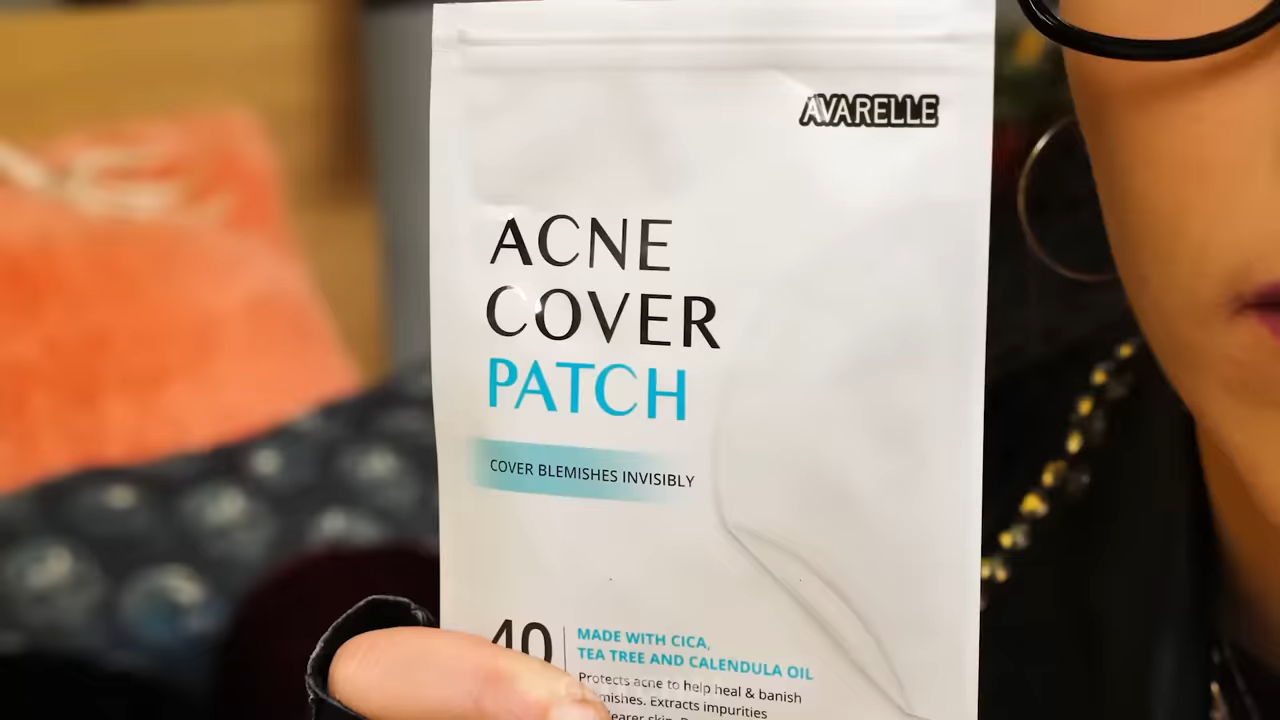 AVARELLE
ACNE
COVER
PATCH
COVER BLEMISHES INVISIBLY
40
MADE WITH CICA,
TEA TREE AND CALENDULA OIL
Protects acne to help heal & banish
Extracts impurities